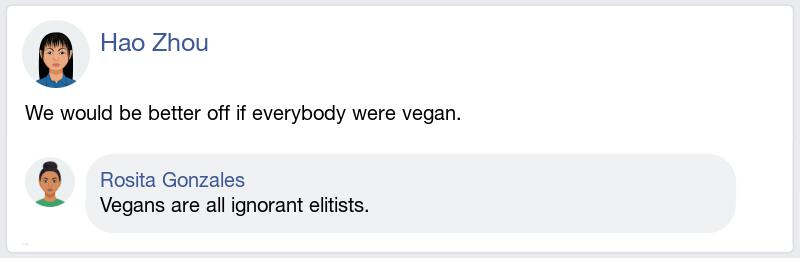 Hao Zhou
We would be better off if everybody were vegan.
Rosita Gonzales
Vegans are all ignorant elitists.